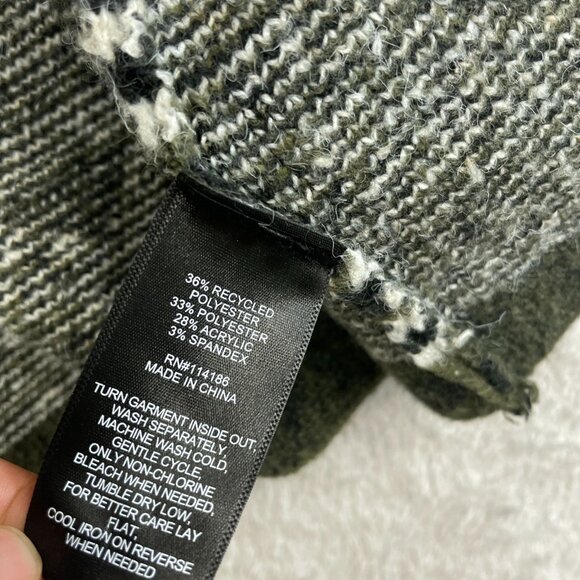 36% RECYCLED
POLYESTER
33% POLYESTER
28% ACRYLIC
3% SPANDEX
RN#114186
MADE IN CHINA
TURN GARMENT INSIDE OUT,
WASH SEPARATELY
MACHINE WASH COLD,
GENTLE CYCLE,
ONLY NON-CHLORINE
BLEACH WHEN NEEDED,
TUMBLE DRY LOW,
FOR BETTER CARE LAY
FLAT,
COOL IRON ON REVERSE
WHEN NEEDED